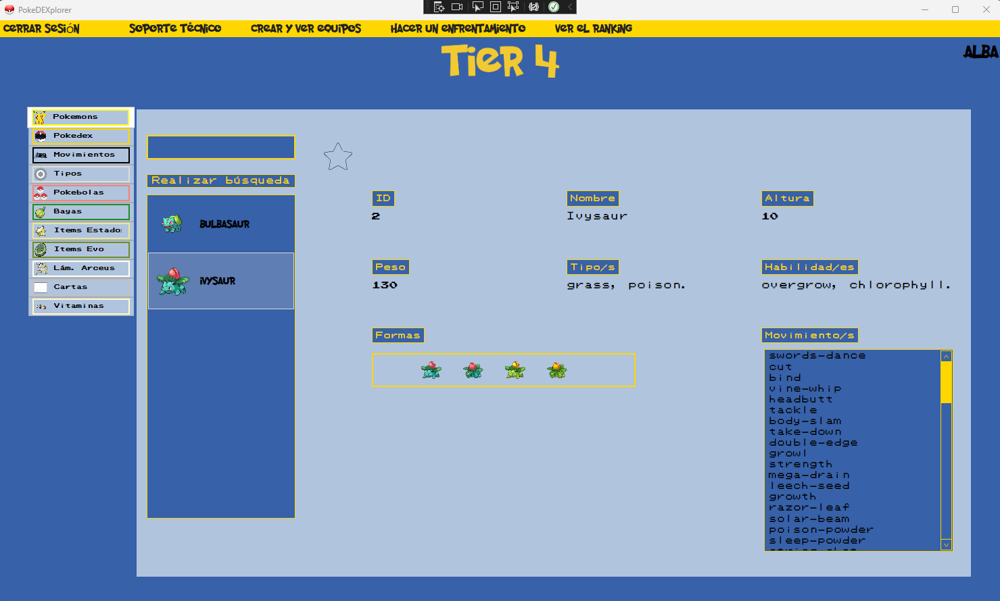 PokeDEXplorer
Cerrar Sesión
Soporte Técnico
Crear y ver equipos
Hacer un enfrentamiento
Ver el ranking
Tier 4
ALBA
Pokemons
Pokedex
Movimientos
Tipos
Pokebolas
Bayas
Items Estado
Items Evo
Lám. Arceus
Cartas
Vitaminas
Realizar búsqueda
BULBASAUR
IVYSAUR
ID
2
Nombre
Ivysaur
Altura
10
Peso
130
Tipo/s
grass, poison.
Habilidad/es
overgrow, chlorophyll.
Formas
Movimiento/s
swords-dance
cut
bind
vine-whip
headbutt
tackle
body-slam
take-down
double-edge
growl
strength
mega-drain
leech-seed
growth
razor-leaf
solar-beam
poison-powder
sleep-powder